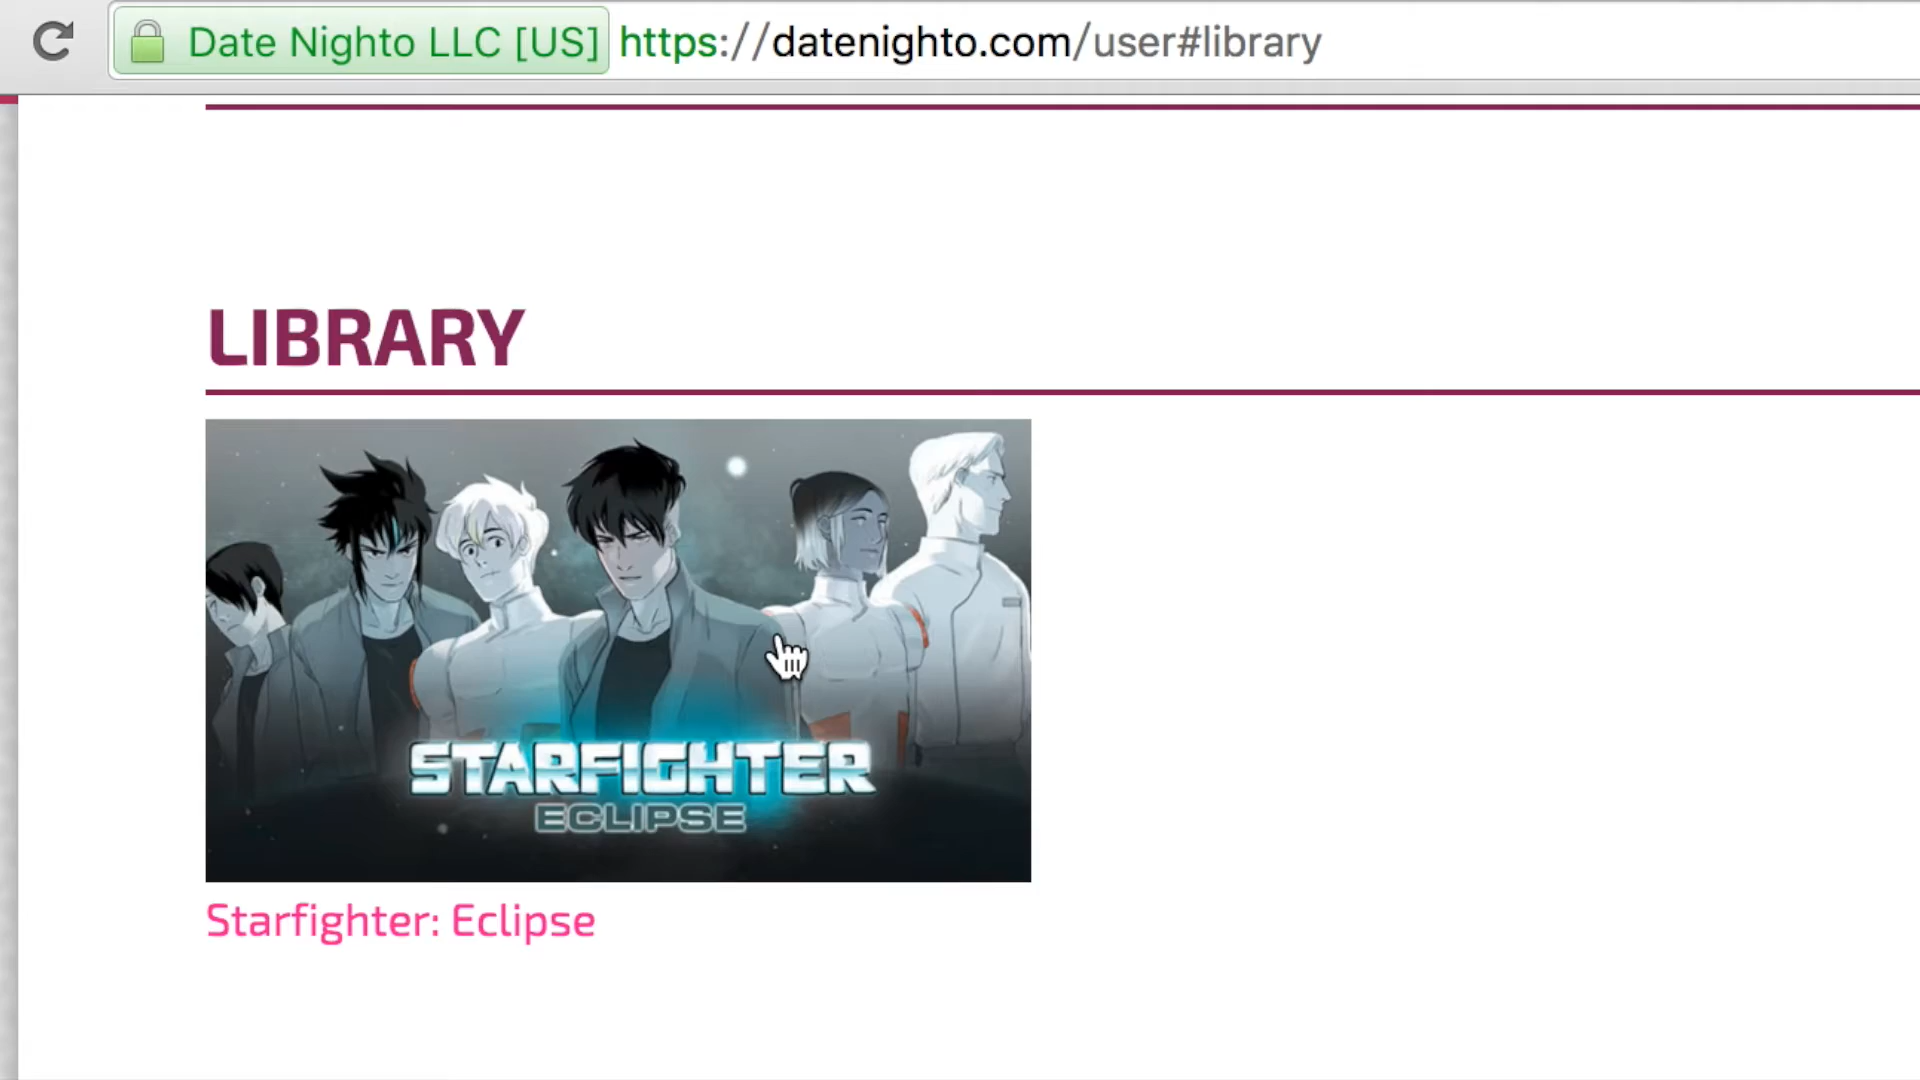 Date Nighto LLC [US] https://datenighto.com/user#library
LIBRARY
STARFIGHTER
ECLIPSE
Starfighter: Eclipse